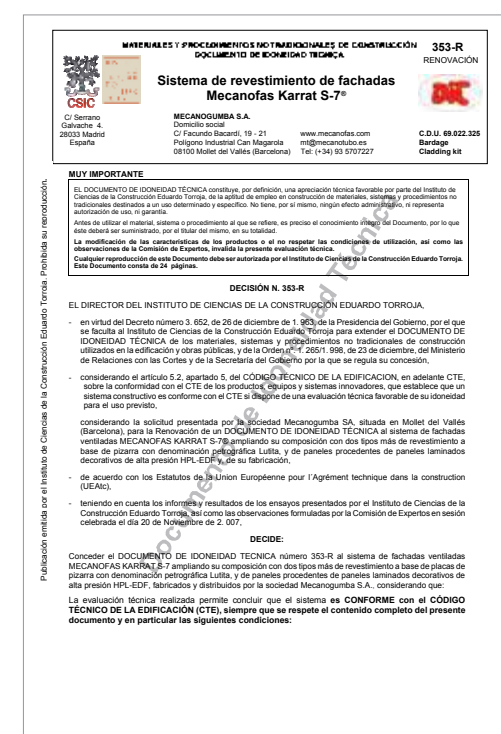 MATERIALES Y PROCEDIMIENTOS NO TRADICIONALES DE CONSTRUCCIÓN
DOCUMENTO DE IDONEIDAD TÉCNICA
353-R
RENOVACIÓN
Sistema de revestimiento de fachadas
Mecanofas Karrat S-7®
CSIC
C/ Serrano
Galvache 4.
28033 Madrid
España
MECANOGUMBA S.A.
Domicilio social
C/ Facundo Bacardí, 19 - 21
Polígono Industrial Can Magarola
08100 Mollet del Vallés (Barcelona)
www.mecanofas.com
mt@mecanotubo.es
Tel: (+34) 93 5707227
C.D.U. 69.022.325
Bardage
Cladding kit
MUY IMPORTANTE
EL DOCUMENTO DE IDONEIDAD TÉCNICA constituye, por definición, una apreciación técnica favorable por parte del Instituto de
Ciencias de la Construcción Eduardo Torroja, de la aptitud de empleo en construcción de materiales, sistemas y procedimientos no
tradicionales destinados a un uso determinado y específico. No tiene, por sí mismo, ningún efecto administrativo, ni representa
autorización de uso, ni garantía.
Antes de utilizar el material, sistema o procedimiento al que se refiere, es preciso el conocimiento íntegro del Documento, por lo que
éste deberá ser suministrado, por el titular del mismo, en su totalidad.
La modificación de las características de los productos o el no respetar las condiciones de utilización, así como las
observaciones de la Comisión de Expertos, invalida la presente evaluación técnica.
Cualquier reproducción de este Documento debe ser autorizada por el Instituto de Ciencias de la Construcción Eduardo Torroja.
Este Documento consta de 24 páginas.
DECISIÓN N. 353-R
EL DIRECTOR DEL INSTITUTO DE CIENCIAS DE LA CONSTRUCCIÓN EDUARDO TORROJA,
- en virtud del Decreto número 3. 652, de 26 de diciembre de 1. 963, de la Presidencia del Gobierno, por el que
se faculta al Instituto de Ciencias de la Construcción Eduardo Torroja para extender el DOCUMENTO DE
IDONEIDAD TÉCNICA de los materiales, sistemas y procedimientos no tradicionales de construcción
utilizados en la edificación y obras públicas, y de la Orden nº. 1. 265/1. 998, de 23 de diciembre, del Ministerio
de Relaciones con las Cortes y de la Secretaría del Gobierno por la que se regula su concesión,
- considerando el artículo 5.2, apartado 5, del CÓDIGO TÉCNICO DE LA EDIFICACION, en adelante CTE,
sobre la conformidad con el CTE de los productos, equipos y sistemas innovadores, que establece que un
sistema constructivo es conforme con el CTE si dispone de una evaluación técnica favorable de su idoneidad
para el uso previsto,
considerando la solicitud presentada por la sociedad Mecanogumba SA, situada en Mollet del Vallés
(Barcelona), para la Renovación de un DOCUMENTO DE IDONEIDAD TÉCNICA al sistema de fachadas
ventiladas MECANOFAS KARRAT S-7® ampliando su composición con dos tipos más de revestimiento a
base de pizarra con denominación petrográfica Lutita, y de paneles procedentes de paneles laminados
decorativos de alta presión HPL-EDF y, de su fabricación,
- de acuerdo con los Estatutos de la Union Européenne pour l'Agrément technique dans la construction
(UEAtc),
- teniendo en cuenta los informes y resultados de los ensayos presentados por el Instituto de Ciencias de la
Construcción Eduardo Torroja, así como las observaciones formuladas por la Comisión de Expertos en sesión
celebrada el día 20 de Noviembre de 2. 007,
DECIDE:
Conceder el DOCUMENTO DE IDONEIDAD TECNICA número 353-R al sistema de fachadas ventiladas
MECANOFAS KARRAT S-7 ampliando su composición con dos tipos más de revestimiento a base de placas de
pizarra con denominación petrográfica Lutita, y de paneles procedentes de paneles laminados decorativos de
alta presión HPL-EDF, fabricados y distribuidos por la sociedad Mecanogumba S.A., considerando que:
La evaluación técnica realizada permite concluir que el sistema es CONFORME con el CÓDIGO
TÉCNICO DE LA EDIFICACIÓN (CTE), siempre que se respete el contenido completo del presente
documento y en particular las siguientes condiciones:
Publicación emitida por el Instituto de Ciencias de la Construcción Eduardo Torroja. Prohibida su reproducción.
Documento de Idoneidad Técnica